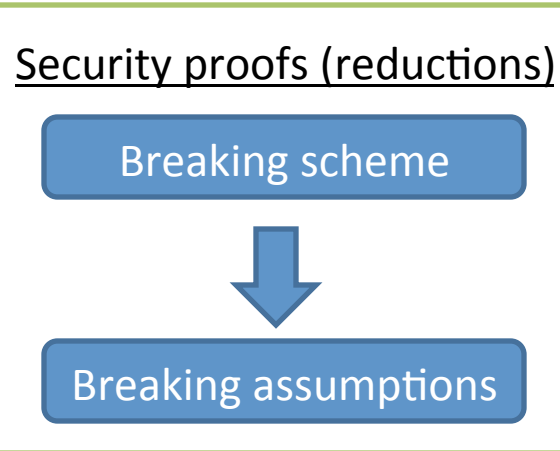 Security proofs (reductions)
Breaking scheme
Breaking assumptions